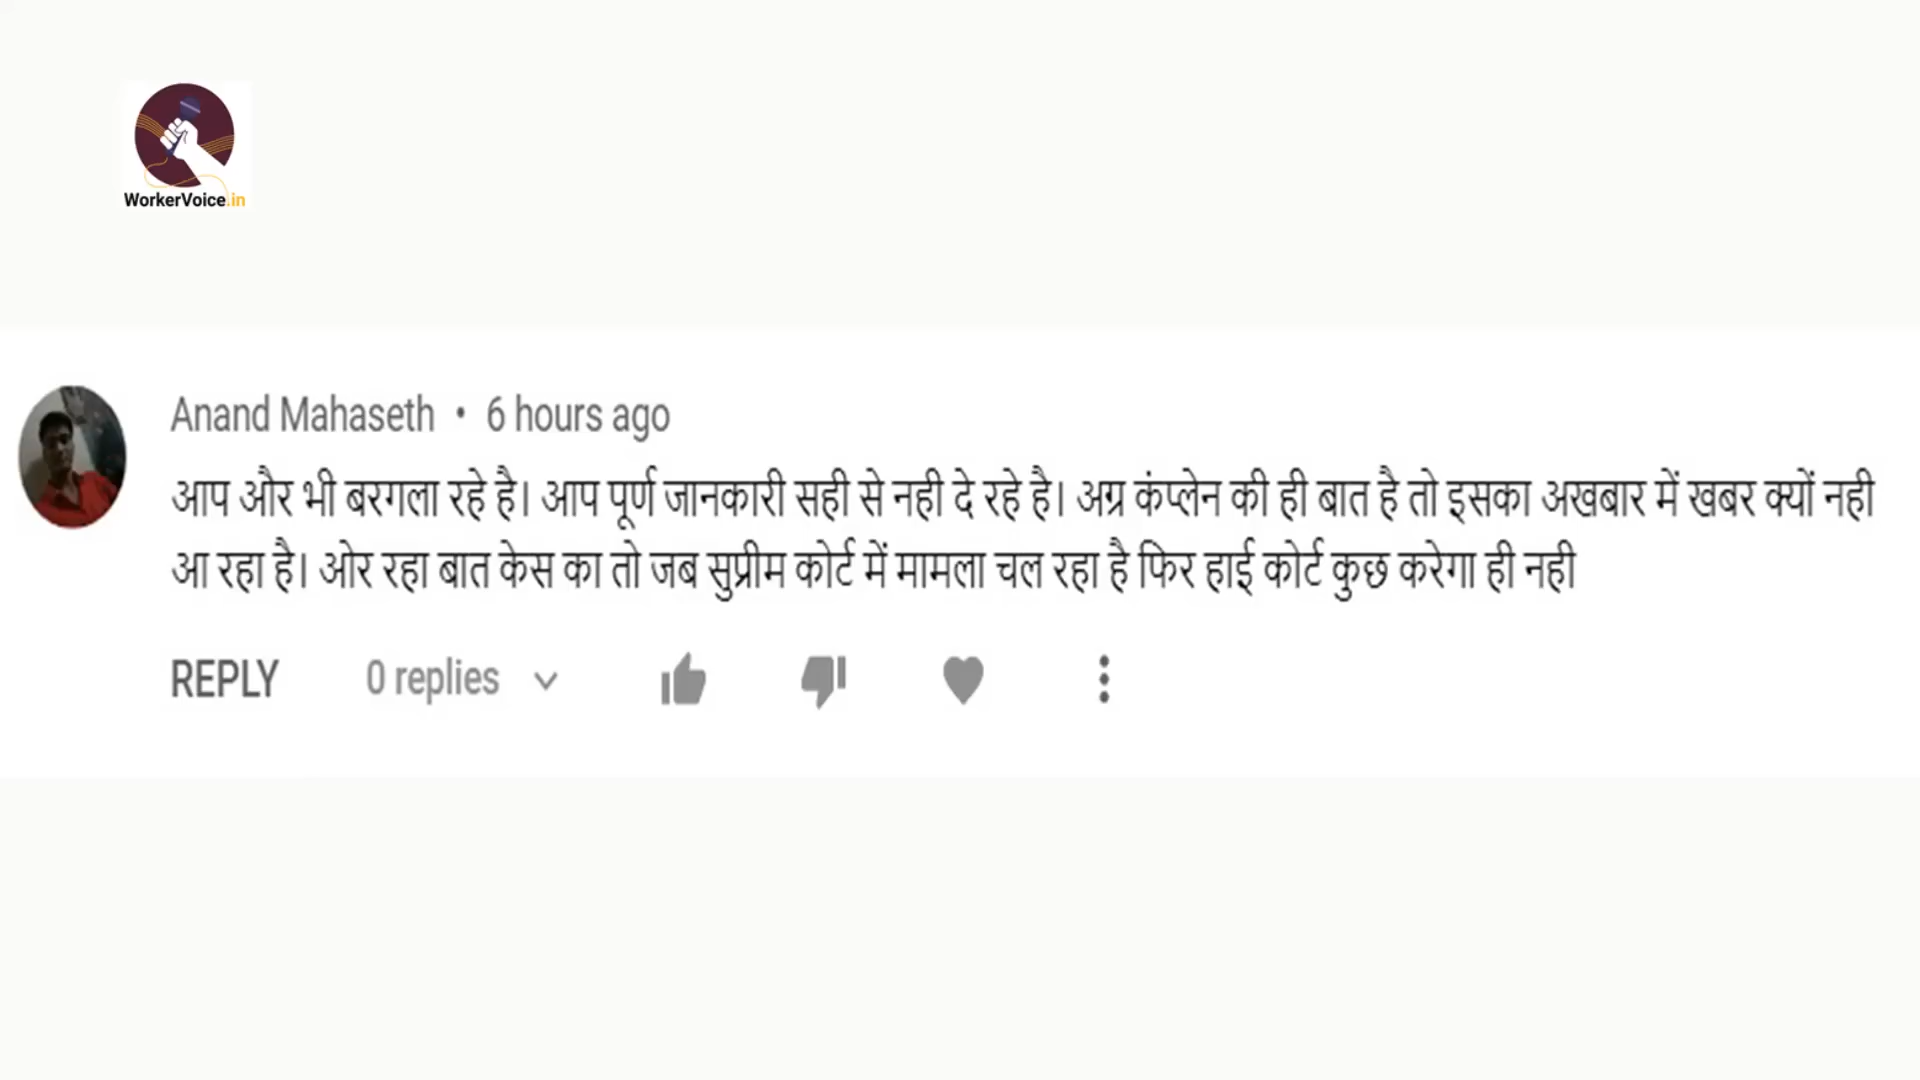 WorkerVoice.in
Anand Mahaseth • 6 hours ago
आप और भी बरगला रहे है। आप पूर्ण जानकारी सही से नही दे रहे है। अग्र कंप्लेन की ही बात है तो इसका अखबार में खबर क्यों नही
आ रहा है। ओर रहा बात केस का तो जब सुप्रीम कोर्ट में मामला चल रहा है फिर हाई कोर्ट कुछ करेगा ही नही
REPLY 0 replies